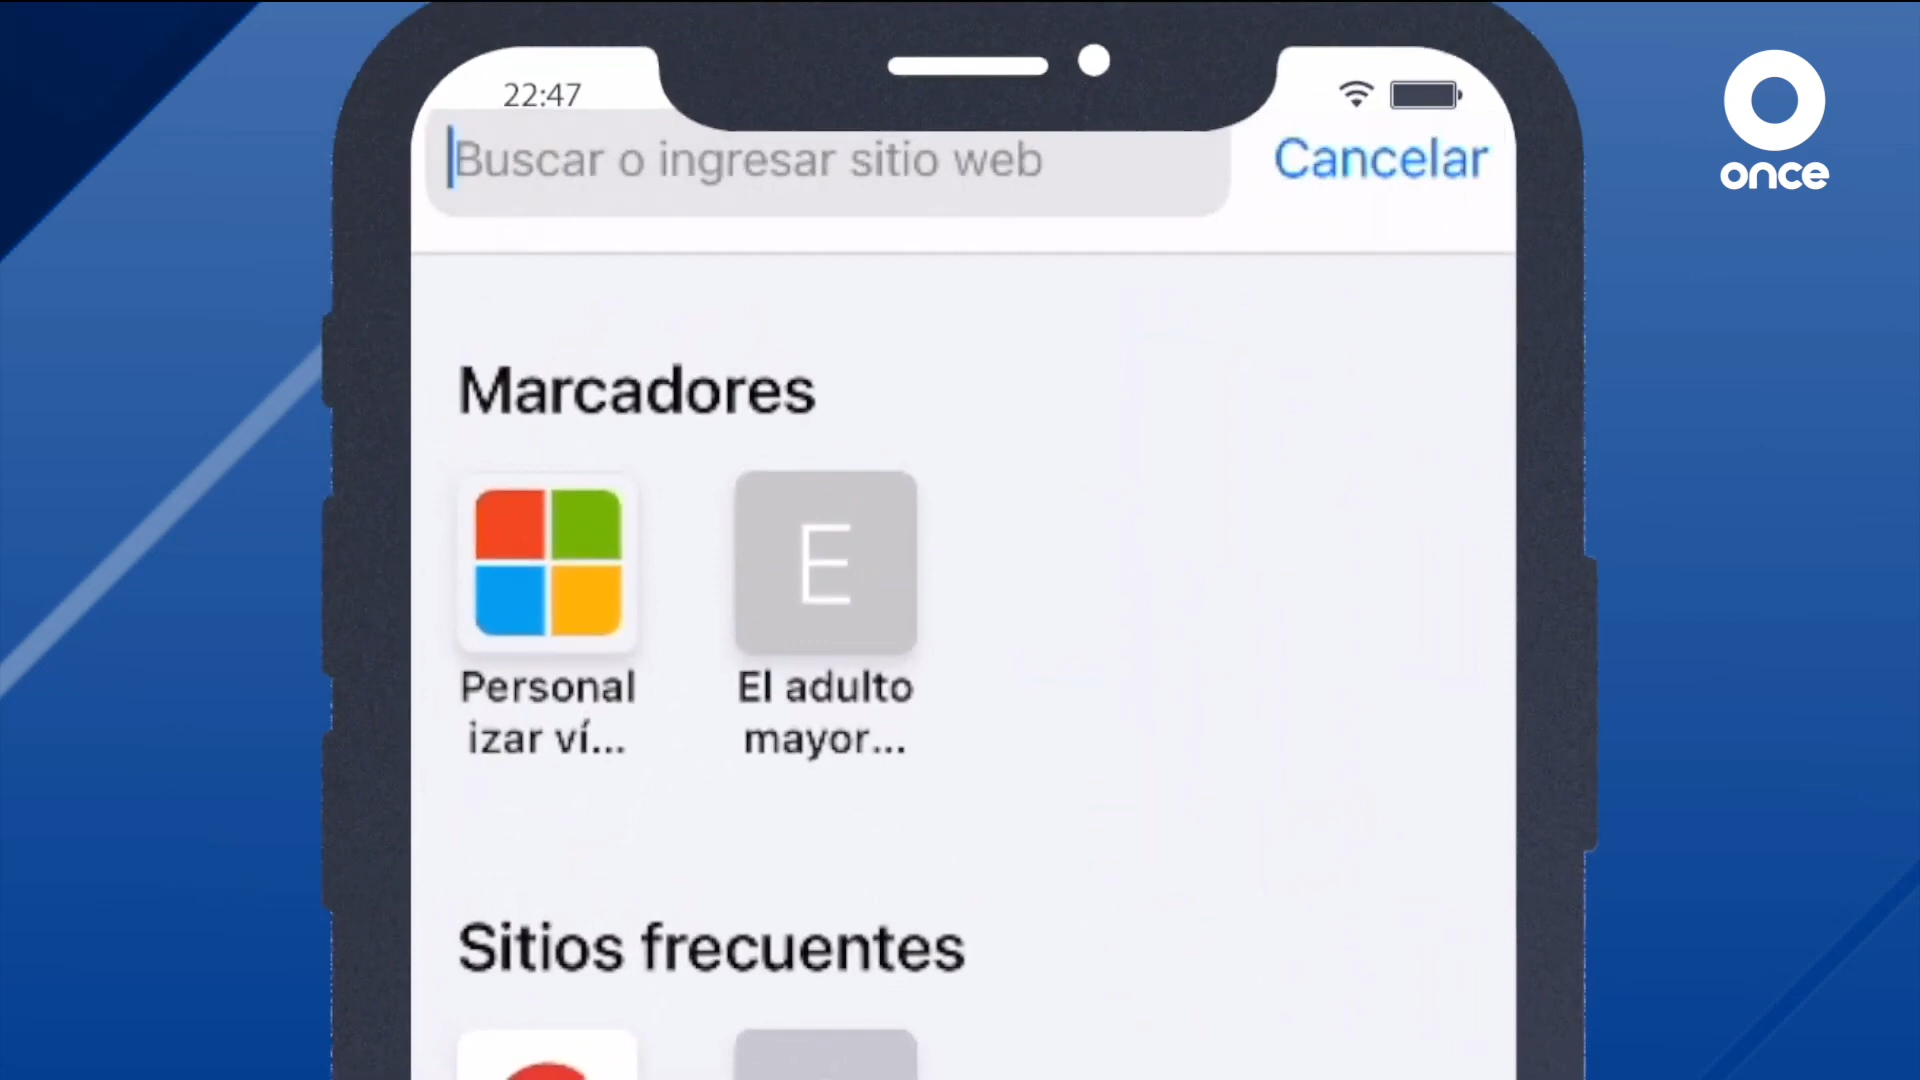 22:47
Buscar o ingresar sitio web
Cancelar
once
Marcadores
Personal
izar ví...
E
El adulto
mayor...
Sitios frecuentes